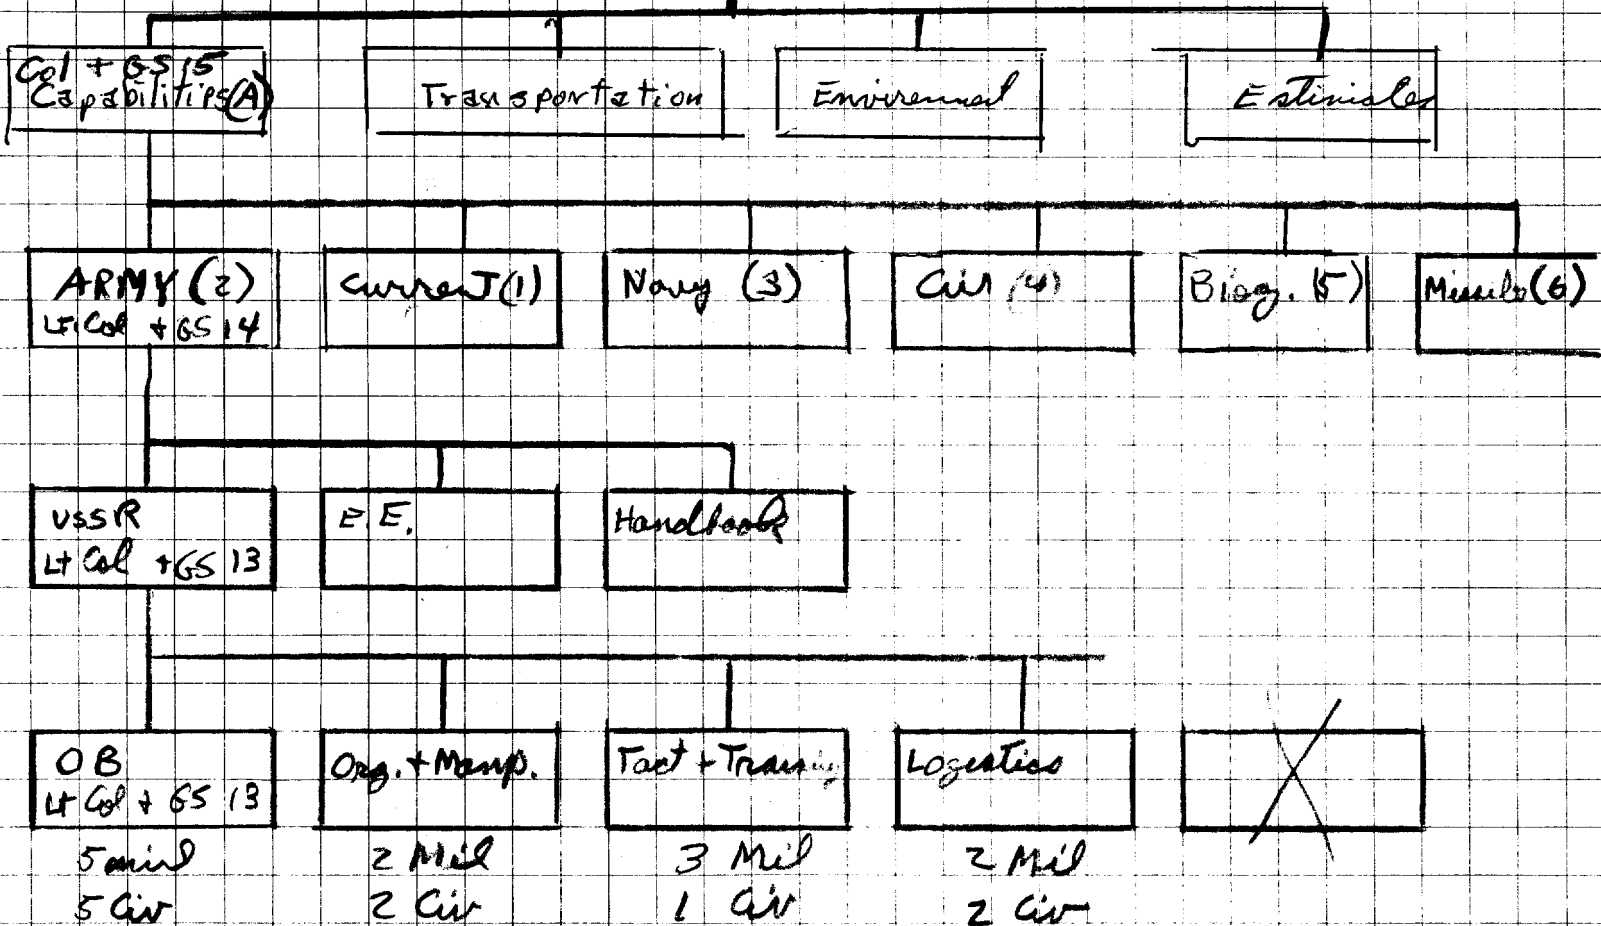 Col + GS 15
Capabilities (A)
Transportation
Enviremnent
Estimates
ARMY (2)
Lt. Col + GS 14
Current (1)
Navy (3)
Air (4)
Biog. (5)
Missile (6)
USSR
Lt Col + GS 13
E.E.
Handbook
OB
Lt Col + GS 13
Org. + Manp.
Tact + Training
Logistics
5 mil
5 Civ
2 Mil
2 Civ
3 Mil
1 Civ
2 Mil
2 Civ